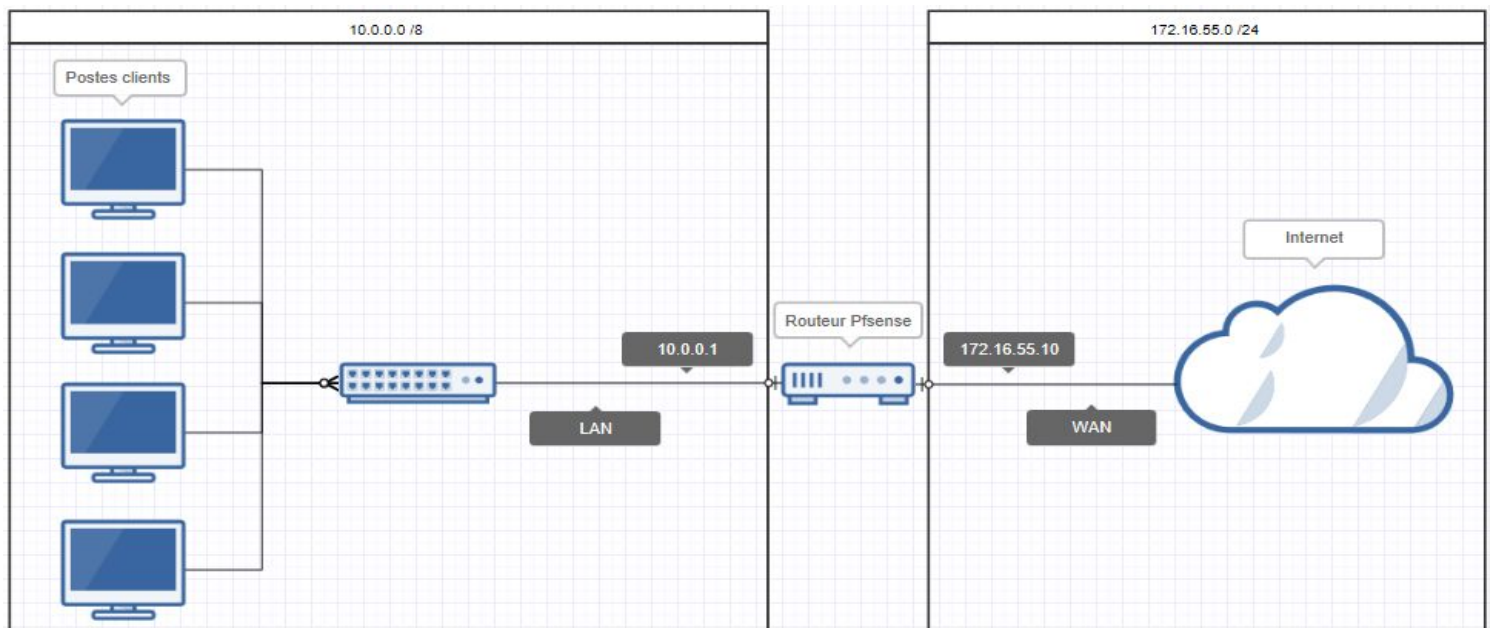 10.0.0.0 /8
172.16.55.0 /24
Postes clients
Internet
Routeur Pfsense
10.0.0.1
172.16.55.10
LAN
WAN